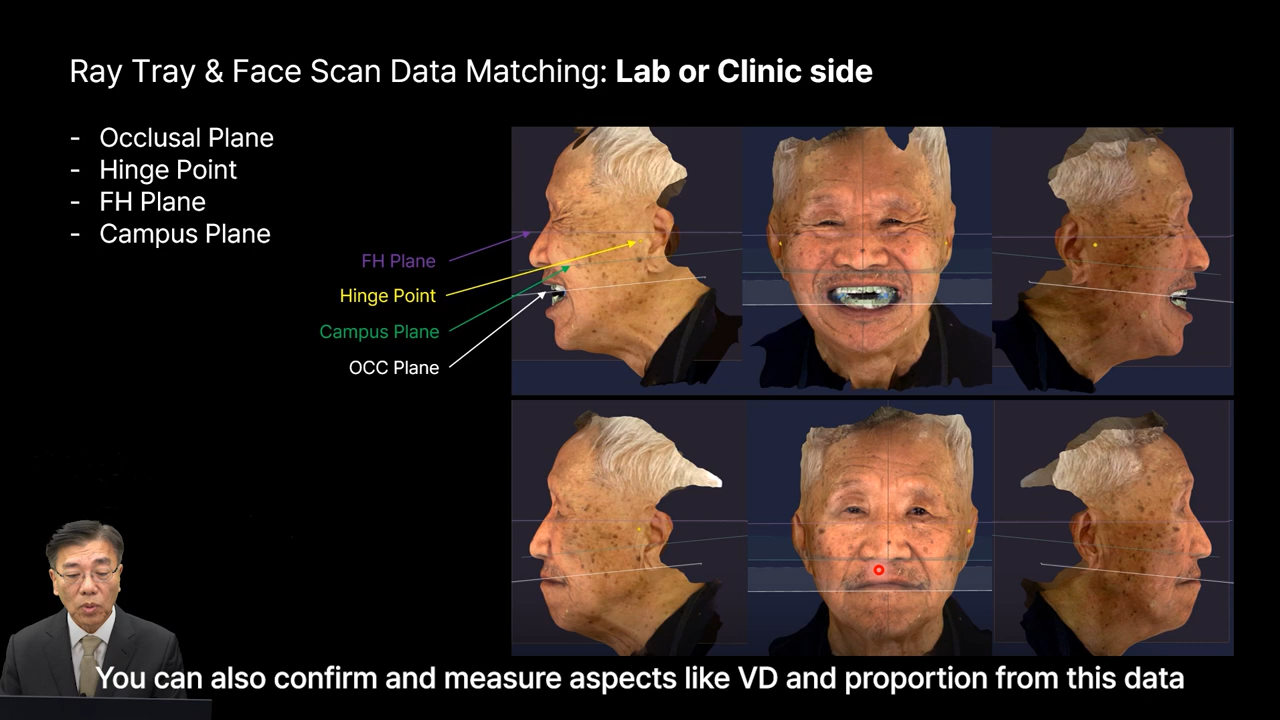 Ray Tray & Face Scan Data Matching: Lab or Clinic side
- Occlusal Plane
- Hinge Point
- FH Plane
- Campus Plane
FH Plane
Hinge Point
Campus Plane
OCC Plane
You can also confirm and measure aspects like VD and proportion from this data